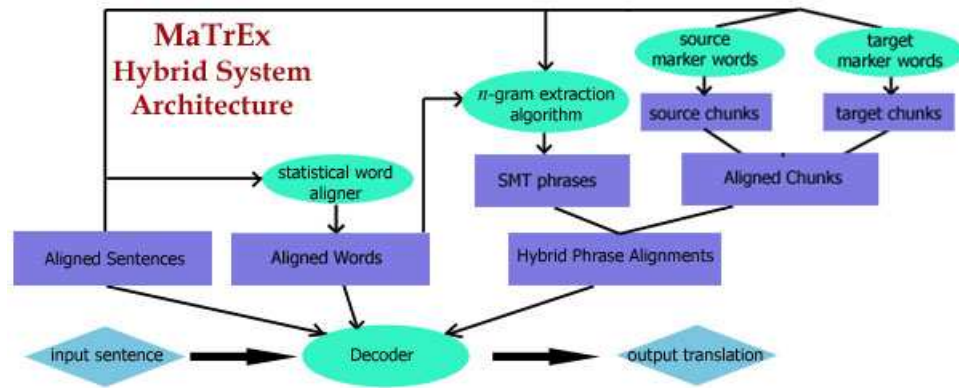 MaTrEx
Hybrid System
Architecture
source
marker words
target
marker words
n-gram extraction
algorithm
source chunks
target chunks
statistical word
aligner
SMT phrases
Aligned Chunks
Aligned Sentences
Aligned Words
Hybrid Phrase Alignments
input sentence
Decoder
output translation